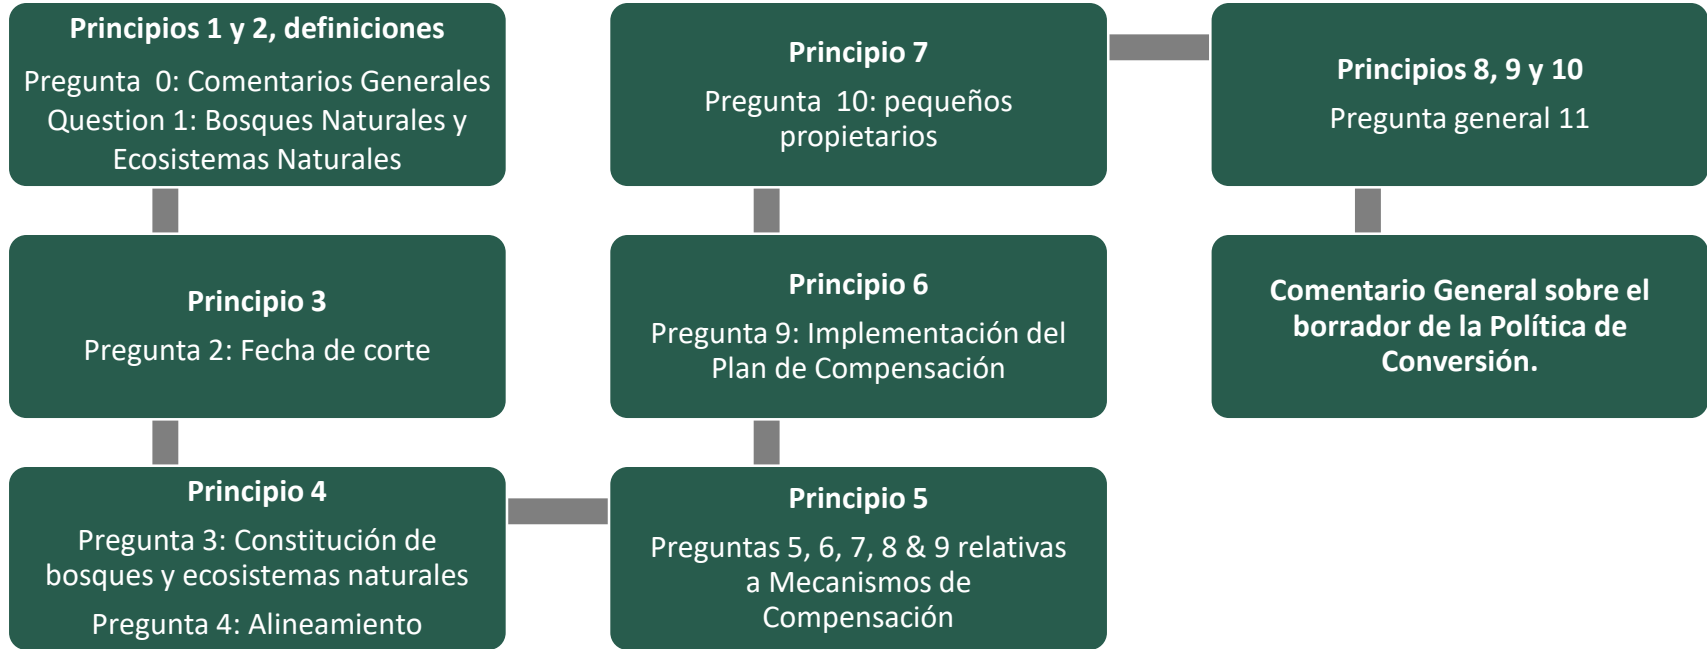 Principios 1 y 2, definiciones
Pregunta 0: Comentarios Generales
Question 1: Bosques Naturales y
Ecosistemas Naturales
Principio 3
Pregunta 2: Fecha de corte
Principio 4
Pregunta 3: Constitución de
bosques y ecosistemas naturales
Pregunta 4: Alineamiento
Principio 5
Preguntas 5, 6, 7, 8 & 9 relativas
a Mecanismos de
Compensación
Principio 6
Pregunta 9: Implementación del
Plan de Compensación
Principio 7
Pregunta 10: pequeños
propietarios
Principios 8, 9 y 10
Pregunta general 11
Comentario General sobre el
borrador de la Política de
Conversión.